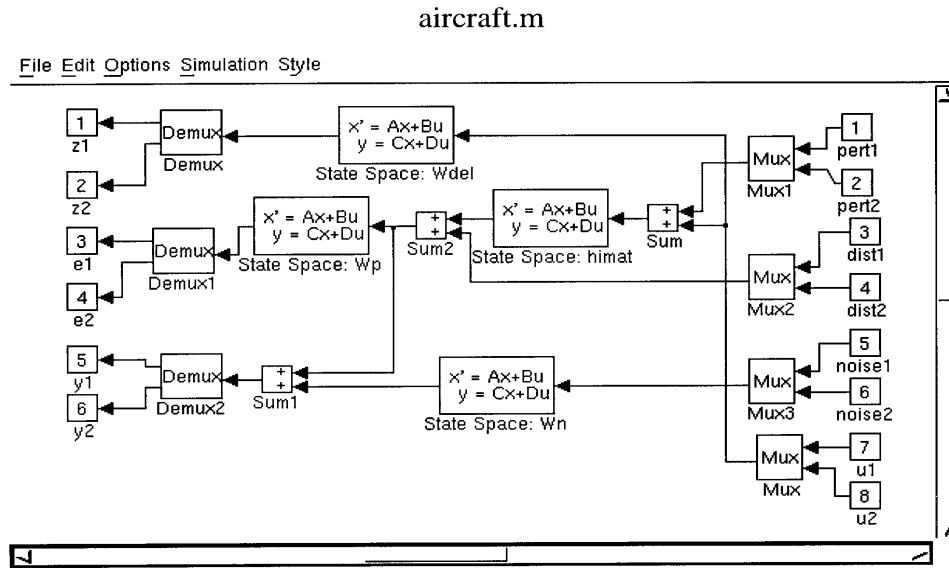 aircraft.m
File Edit Options Simulation Style
1
z1
2
z2
Demux
Demux
x' = Ax+Bu
y = Cx+Du
State Space: Wdel
Mux
Mux1
1
pert1
2
pert2
3
e1
4
e2
Demux
Demux1
x' = Ax+Bu
y = Cx+Du
State Space: Wp
+
+
Sum2
x' = Ax+Bu
y = Cx+Du
State Space: himat
+
+
Sum
Mux
Mux2
3
dist1
4
dist2
5
y1
6
y2
Demux
Demux2
+
+
Sum1
x' = Ax+Bu
y = Cx+Du
State Space: Wn
Mux
Mux3
5
noise1
6
noise2
Mux
Mux
7
u1
8
u2